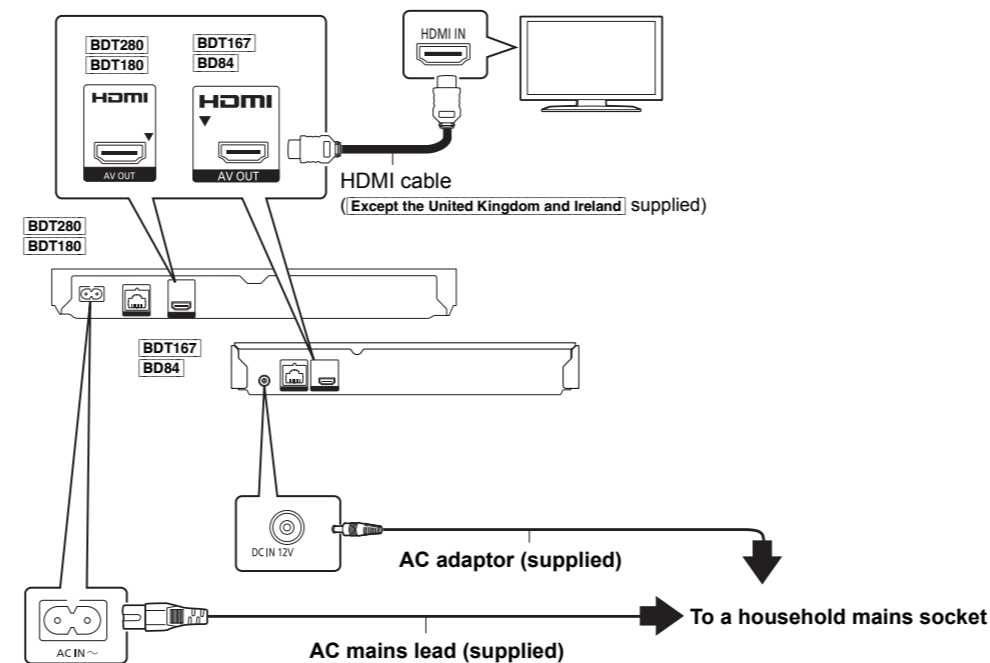 BDT280
BDT180
BDT167
BD84
HDMI
AV OUT
HDMI
AV OUT
HDMI IN
HDMI cable
(Except the United Kingdom and Ireland supplied)
BDT280
BDT180
BDT167
BD84
DC IN 12V
AC adaptor (supplied)
To a household mains socket
AC IN ~
AC mains lead (supplied)